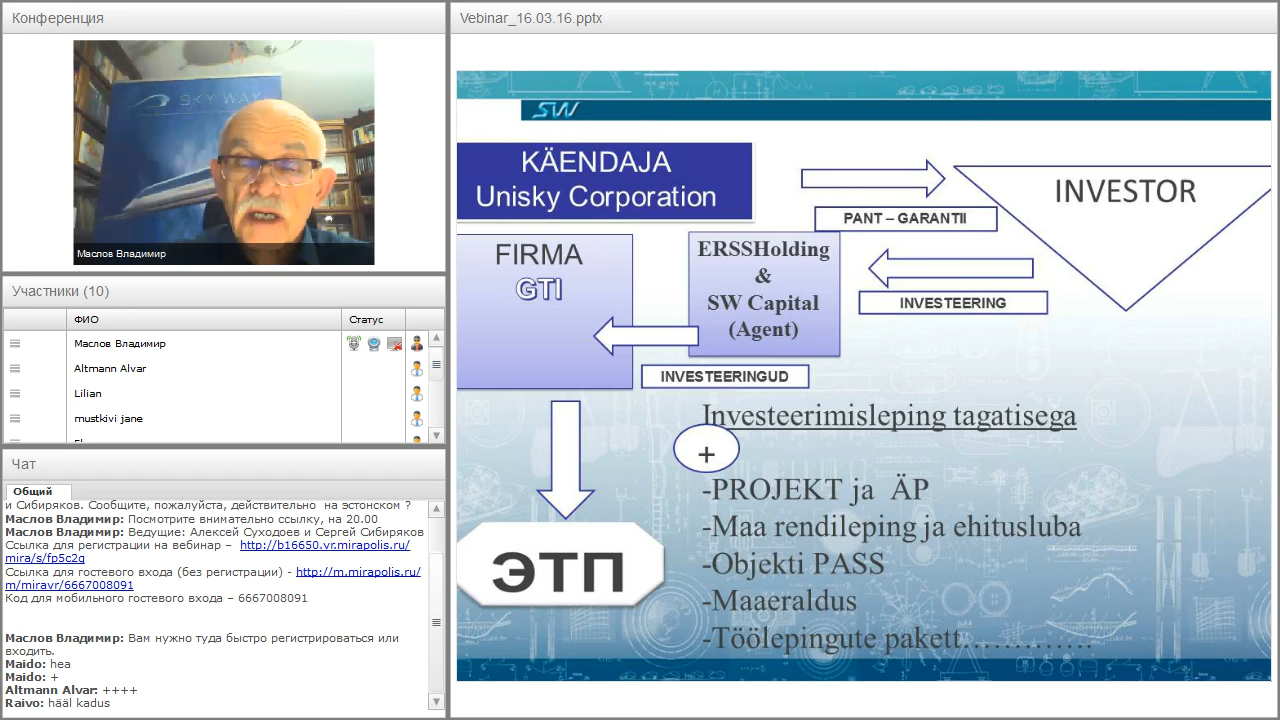 Конференция
SKY WAY
Маслов Владимир
Участники (10)
ФИО
Статус
Маслов Владимир
Altmann Alvar
Lilian
mustkivi jane
Чат
Общий
и Сибиряков. Сообщите, пожалуйста, действительно на эстонском ?
Маслов Владимир: Посмотрите внимательно ссылку, на 20.00
Маслов Владимир: Ведущие: Алексей Суходоев и Сергей Сибиряков
Ссылка для регистрации на вебинар – http://b16650.vr.mirapolis.ru/
mira/s/fp5c2q
Ссылка для гостевого входа (без регистрации) - http://m.mirapolis.ru/
m/miravr/6667008091
Код для мобильного гостевого входа – 6667008091
Маслов Владимир: Вам нужно туда быстро регистрироваться или
входить.
Maido: hea
Maido: +
Altmann Alvar: ++++
Raivo: hääl kadus
Vebinar_16.03.16.pptx
SW
KÄENDAJA
Unisky Corporation
PANT – GARANTII
INVESTOR
FIRMA
GTI
ERSSHolding
&
SW Capital
(Agent)
INVESTEERING
INVESTEERINGUD
Investeerimisleping tagatisega
+
-PROJEKT ja ÄP
-Maa rendileping ja ehitusluba
-Objekti PASS
-Maaeraldus
-Töölepingute pakett.............
ЭТП